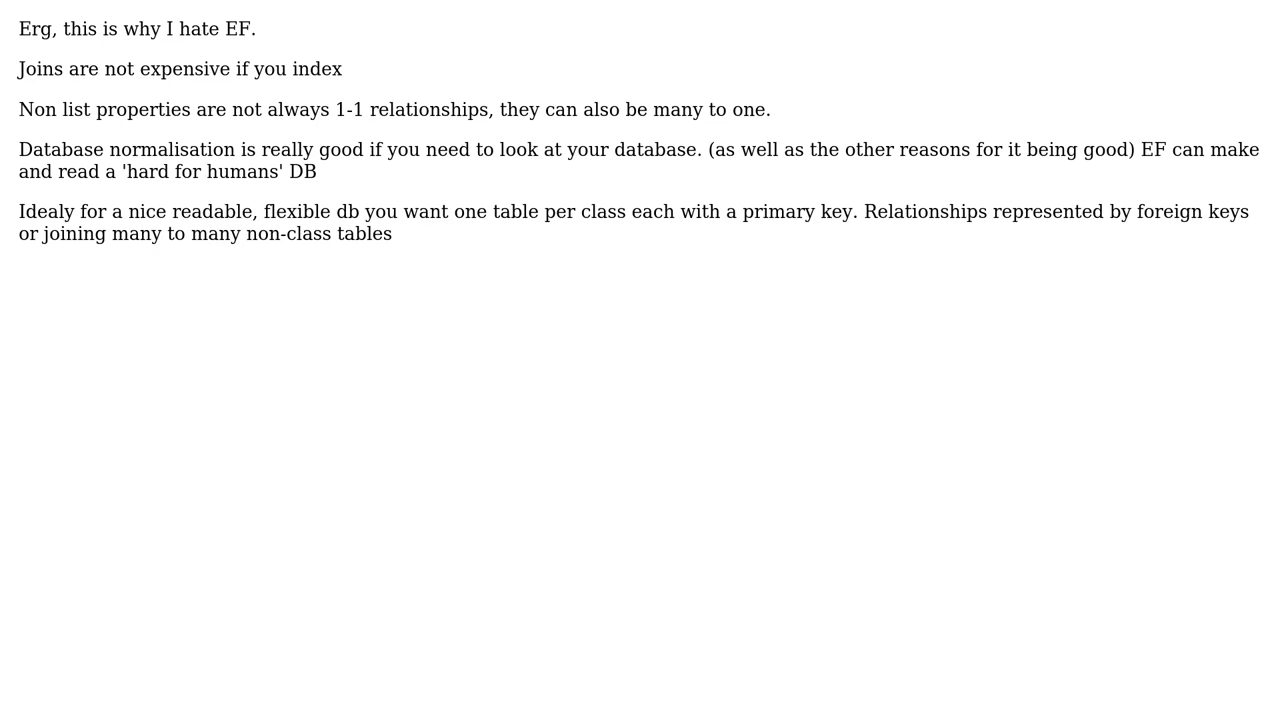 Erg, this is why I hate EF.
Joins are not expensive if you index
Non list properties are not always 1-1 relationships, they can also be many to one.
Database normalisation is really good if you need to look at your database. (as well as the other reasons for it being good) EF can make
and read a 'hard for humans' DB
Idealy for a nice readable, flexible db you want one table per class each with a primary key. Relationships represented by foreign keys
or joining many to many non-class tables